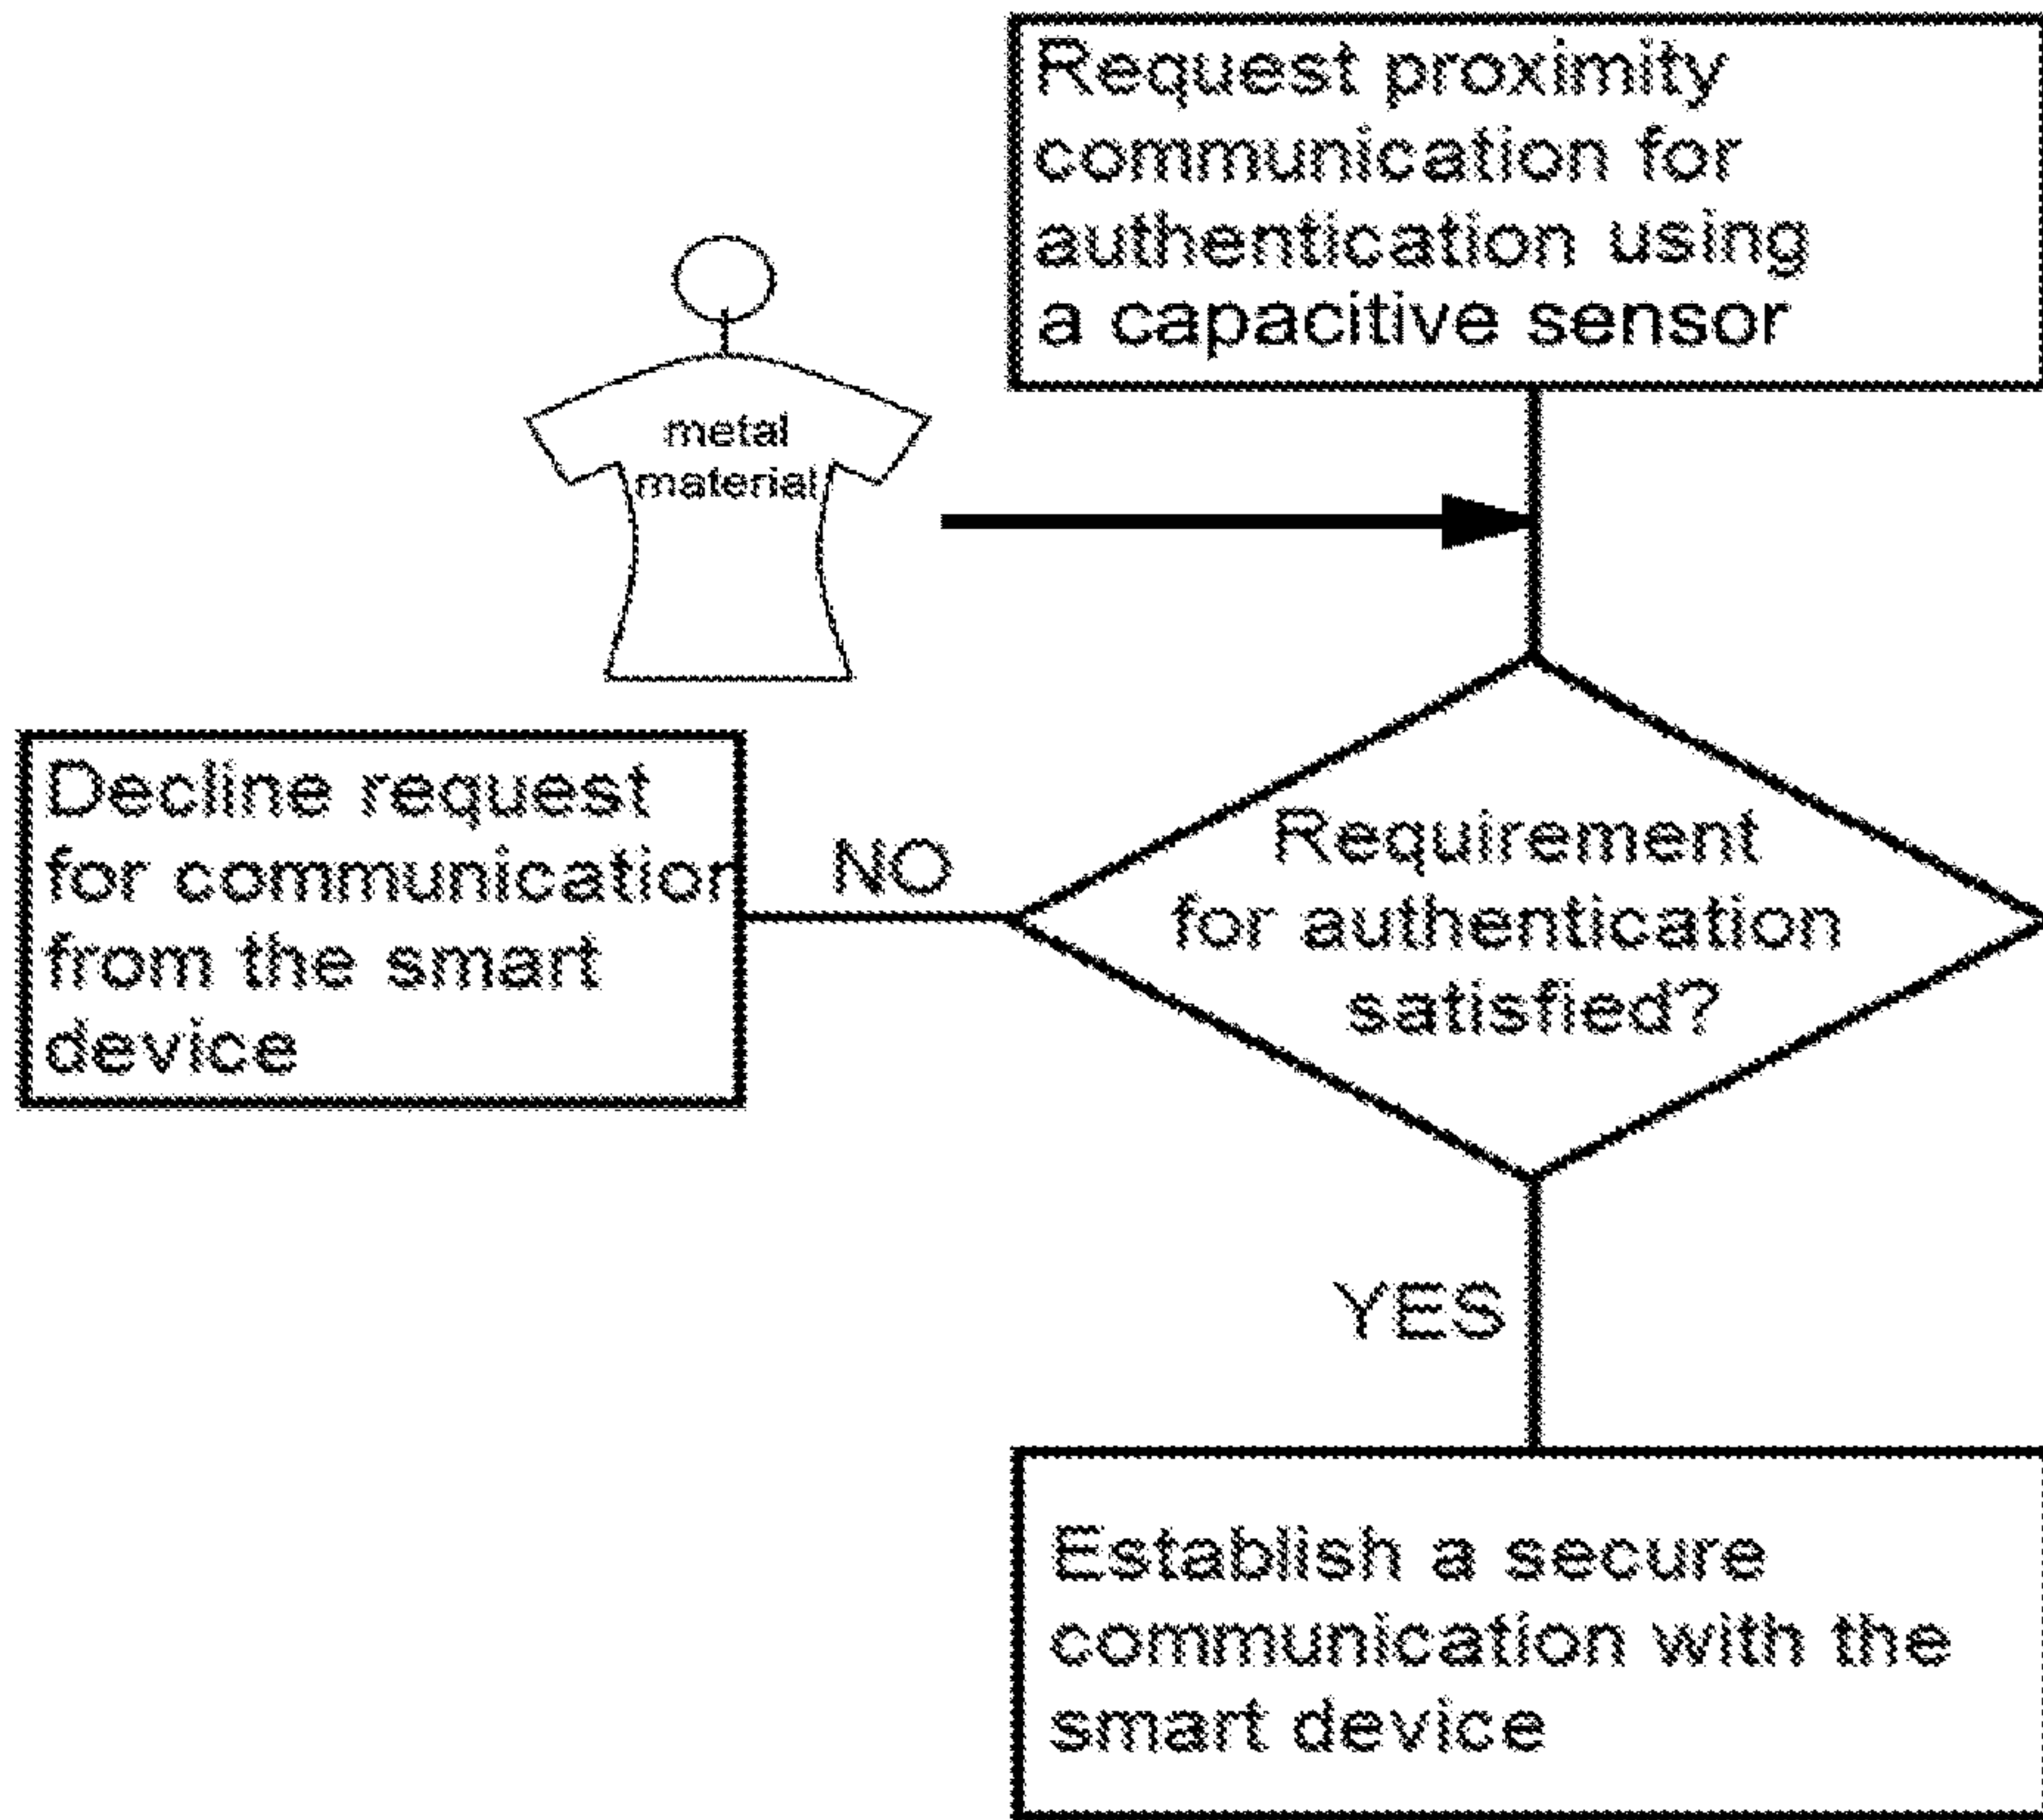 Request proximity
communication for
authentication using
a capacitive sensor
metal
material
Requirement
for authentication
satisfied?
NO
Decline request
for communication
from the smart
device
YES
Establish a secure
communication with the
smart device